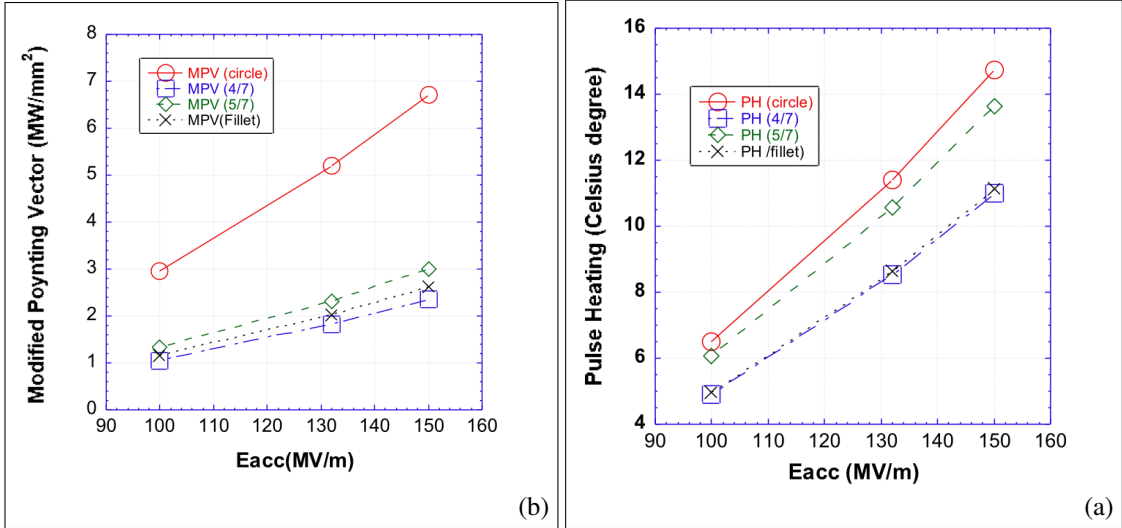 8
7
6
5
4
3
2
1
0
Modified Poynting Vector (MW/mm²)
MPV (circle)
MPV (4/7)
MPV (5/7)
MPV(Fillet)
90 100 110 120 130 140 150 160
Eacc(MV/m)
(b)
16
14
12
10
8
6
4
Pulse Heating (Celsius degree)
PH (circle)
PH (4/7)
PH (5/7)
PH /fillet)
90 100 110 120 130 140 150 160
Eacc (MV/m)
(a)